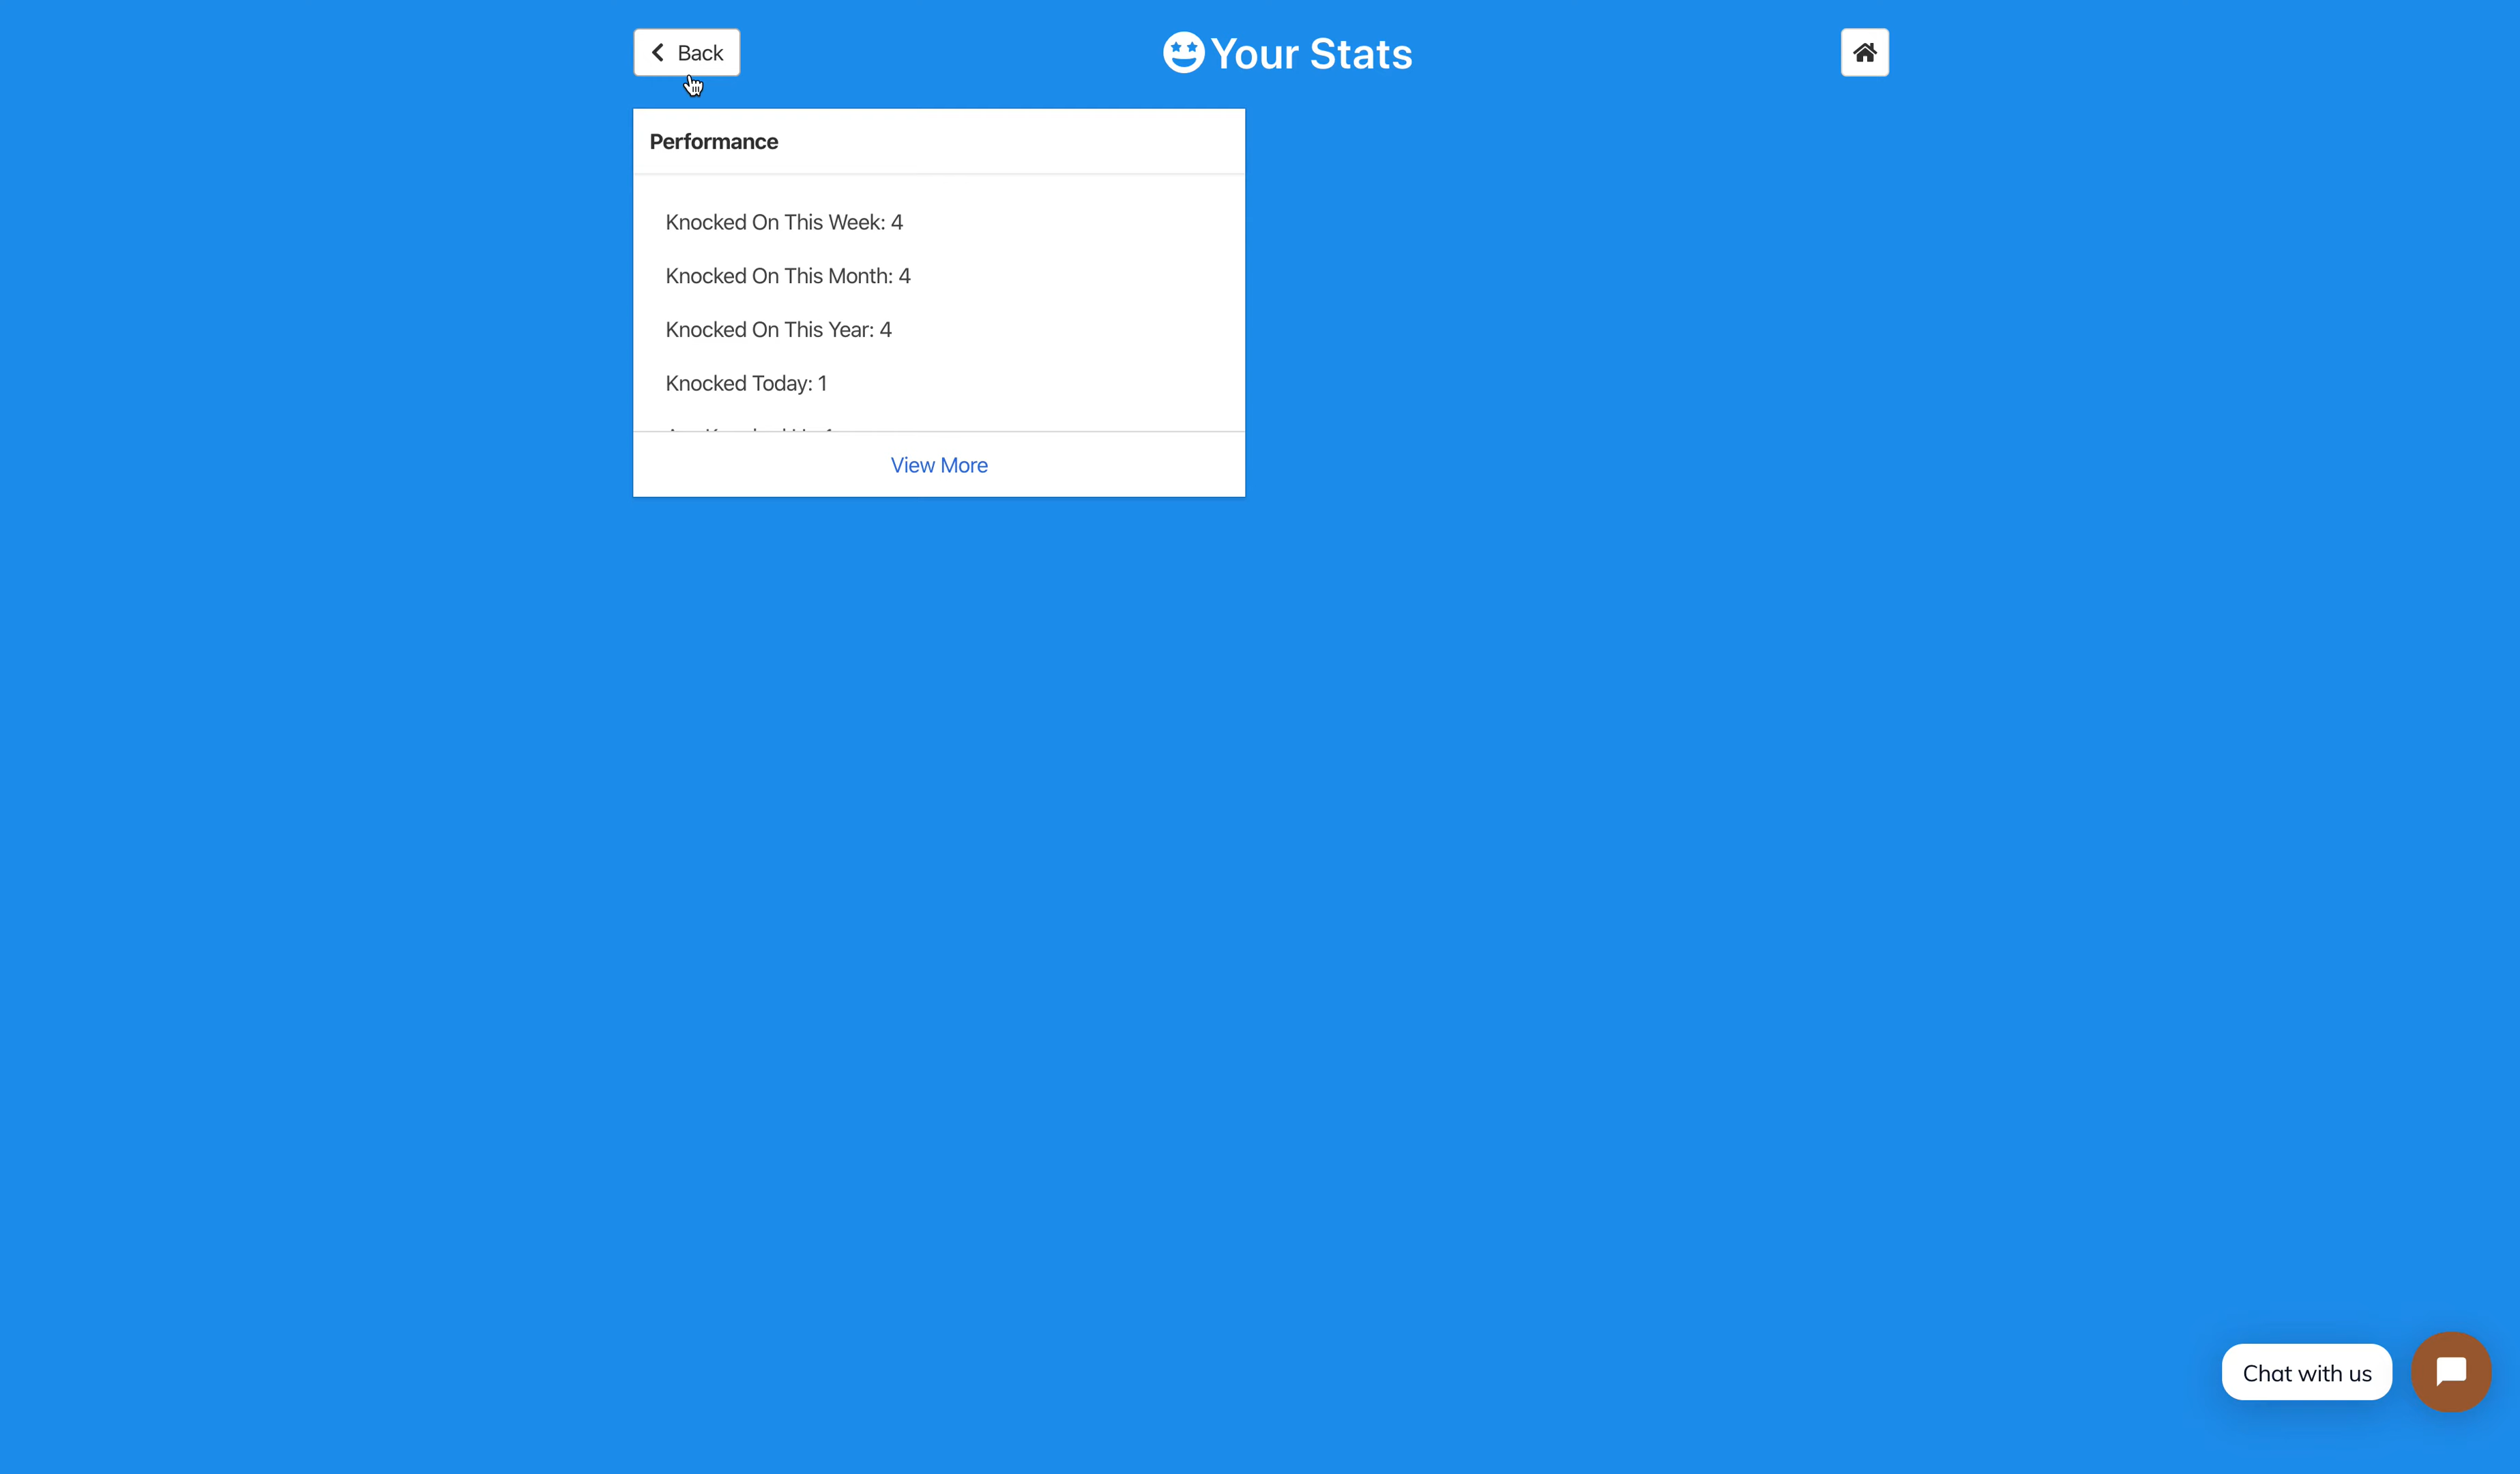 Back
Your Stats
Performance
Knocked On This Week: 4
Knocked On This Month: 4
Knocked On This Year: 4
Knocked Today: 1
View More
Chat with us